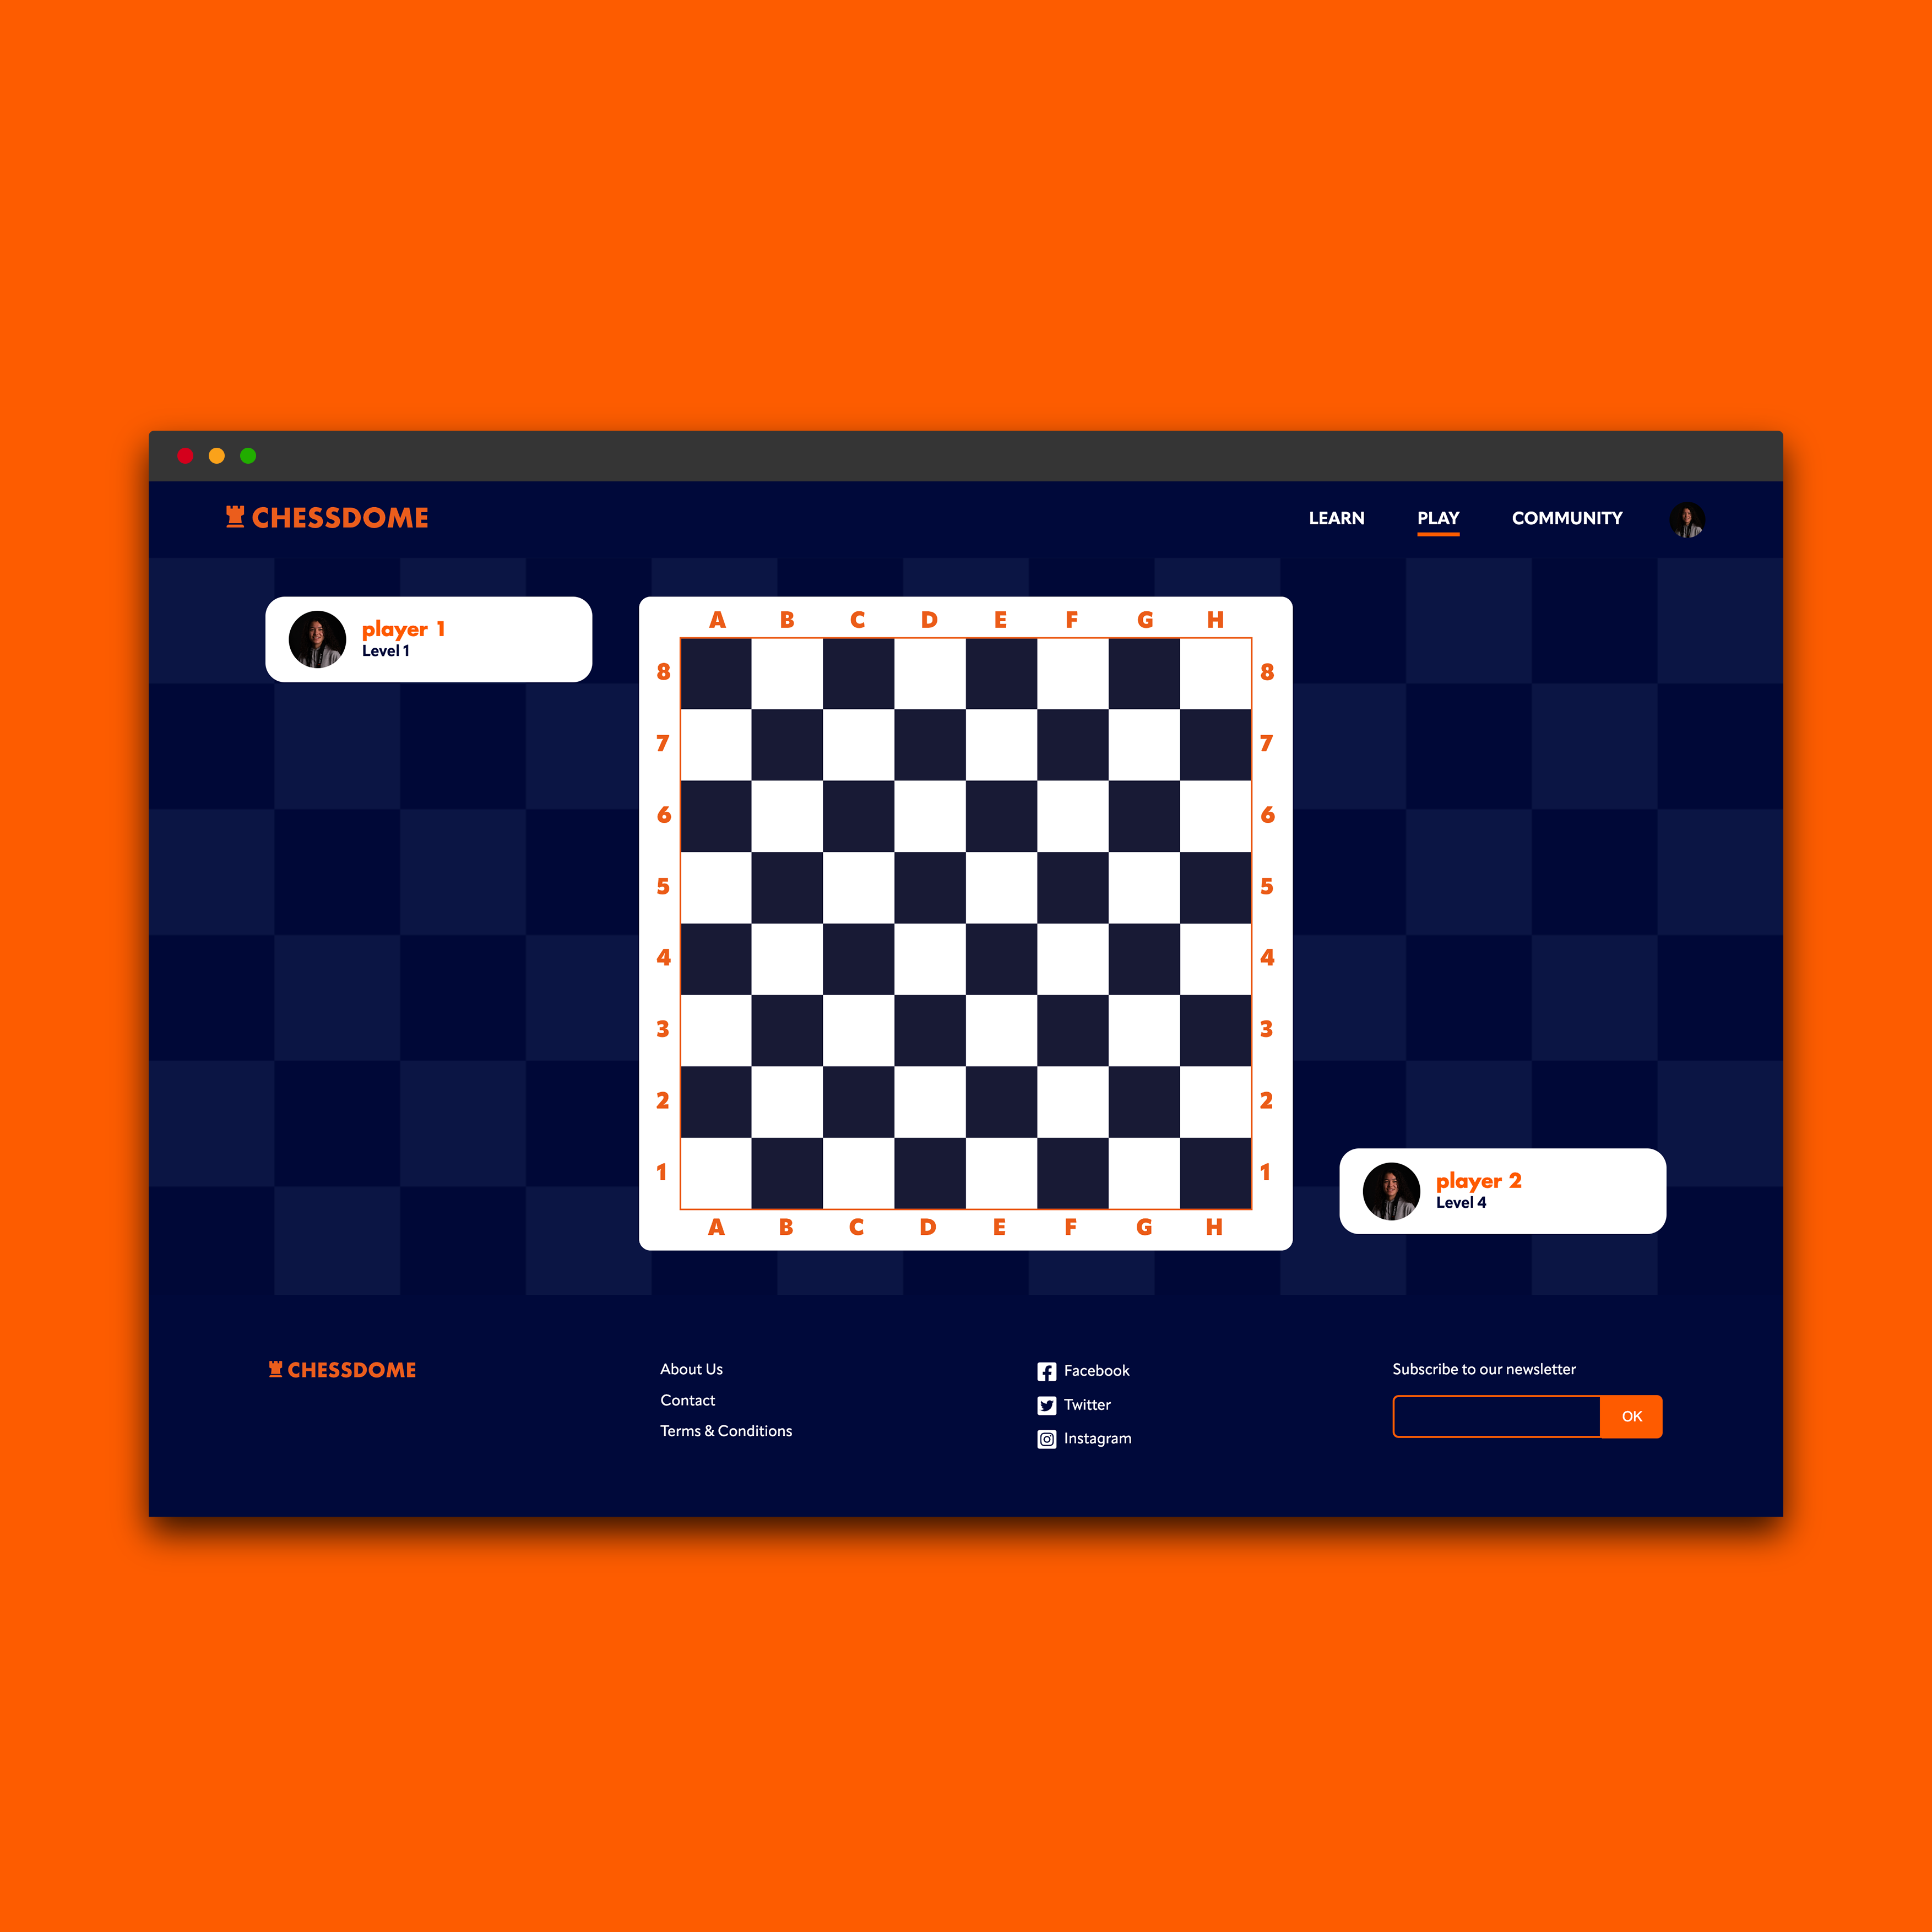 CHESSDOME
LEARN PLAY COMMUNITY
player 1
Level 1
A B C D E F G H
8 8
7 7
6 6
5 5
4 4
3 3
2 2
1 1
A B C D E F G H
player 2
Level 4
CHESSDOME
About Us
Contact
Terms & Conditions
Facebook
Twitter
Instagram
Subscribe to our newsletter
OK